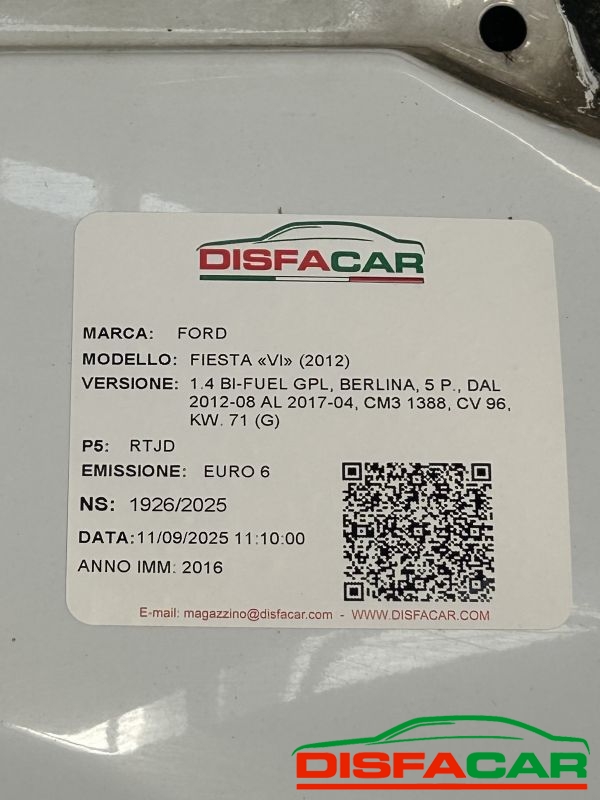 DISFACAR
MARCA: FORD
MODELLO: FIESTA «VI» (2012)
VERSIONE: 1.4 BI-FUEL GPL, BERLINA, 5 P., DAL
2012-08 AL 2017-04, CM3 1388, CV 96,
KW. 71 (G)
P5: RTJD
EMISSIONE: EURO 6
NS: 1926/2025
DATA:11/09/2025 11:10:00
ANNO IMM: 2016
E-mail: magazzino@disfacar.com - WWW.DISFACAR.COM
DISFACAR